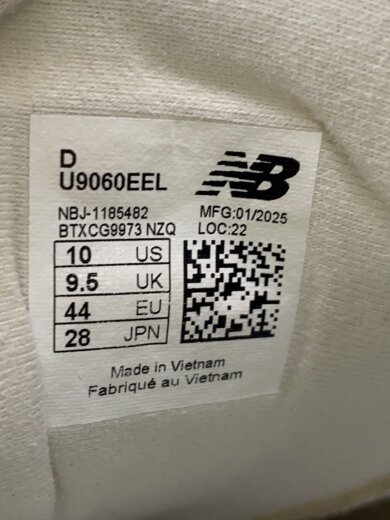 D
U9060EEL
NB
NBJ-1185482
MFG:01/2025
BTXCG9973 NZQ
LOC:22
10 US
9.5 UK
44 EU
28 JPN
Made in Vietnam
Fabriqué au Vietnam